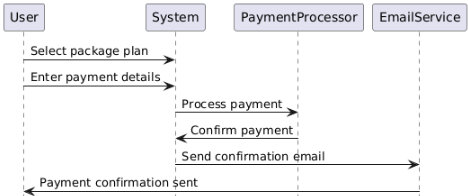 User System PaymentProcessor EmailService
Select package plan
Enter payment details
Process payment
Confirm payment
Send confirmation email
Payment confirmation sent